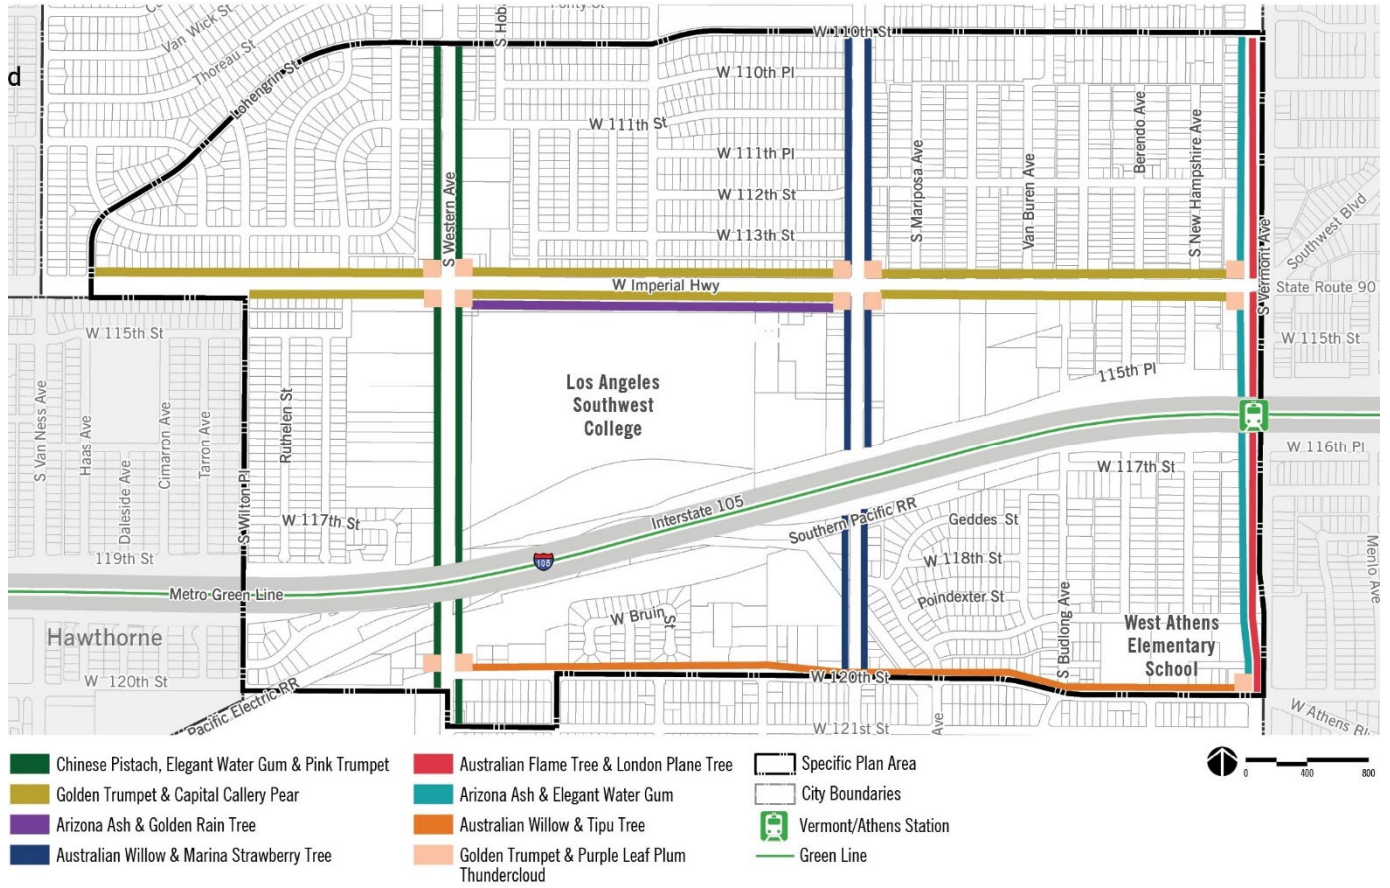 Van Wick St
S Hob
W 110th St
Thoreau St
d
W 110th Pl
Lohengrin St
W 111th St
Berendo Ave
S New Hampshire Ave
W 111th Pl
S Mariposa Ave
Van Buren Ave
S Western Ave
W 112th St
Southwest Blvd
W 113th St
S Vermont Ave
W Imperial Hwy
State Route 90
W 115th St
W 115th St
115th Pl
Los Angeles
Southwest
College
S Van Ness Ave
Haas Ave
Cimarron Ave
Tarron Ave
Ruthelen St
W 116th Pl
W 117th St
Daleside Ave
S Wilton Pl
Interstate 105
W 117th St
Southern Pacific RR
Geddes St
119th St
105
W 118th St
Menlo Ave
Metro Green Line
Poindexter St
W Bruin St
S Budlong Ave
West Athens
Elementary
School
Hawthorne
W 120th St
W 120th St
Pacific Electric RR
W 121st St
Ave
W Athens Bl
Chinese Pistach, Elegant Water Gum & Pink Trumpet
Golden Trumpet & Capital Callery Pear
Arizona Ash & Golden Rain Tree
Australian Willow & Marina Strawberry Tree
Australian Flame Tree & London Plane Tree
Arizona Ash & Elegant Water Gum
Australian Willow & Tipu Tree
Golden Trumpet & Purple Leaf Plum
Thundercloud
Specific Plan Area
City Boundaries
Vermont/Athens Station
Green Line
0 400 800